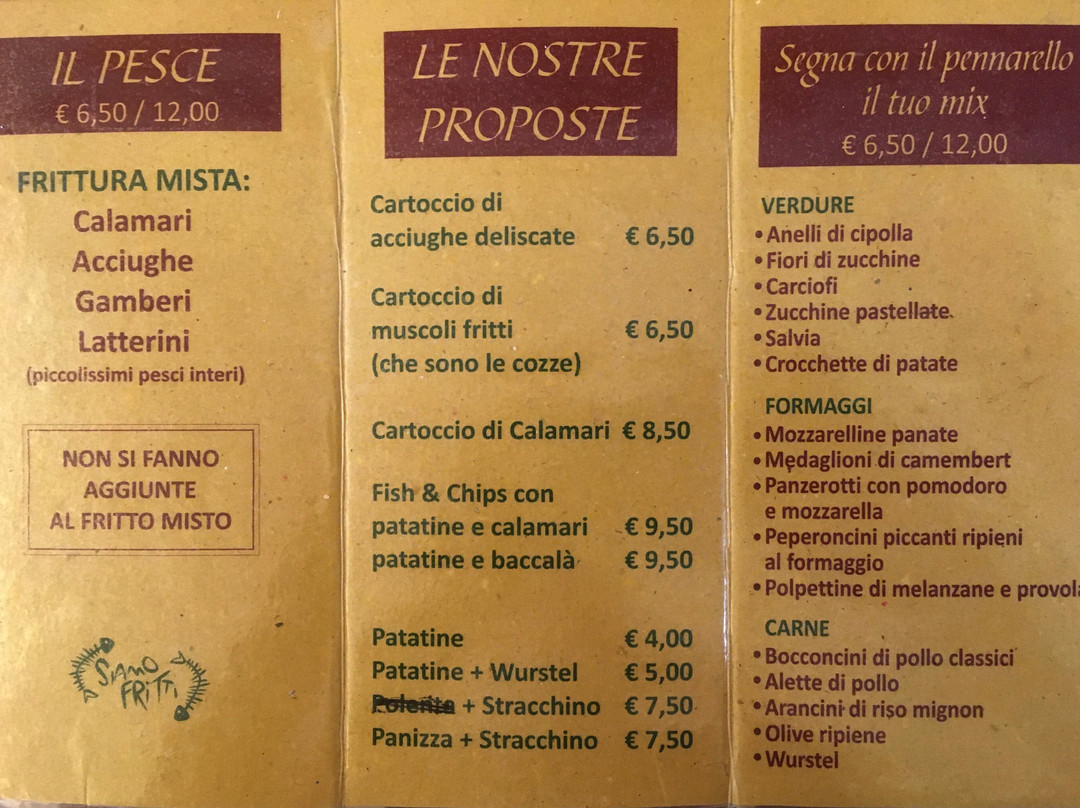 IL PESCE
€ 6,50 / 12,00
FRITTURA MISTA:
Calamari
Acciughe
Gamberi
Latterini
(piccolissimi pesci interi)
NON SI FANNO
AGGIUNTE
AL FRITTO MISTO
SIAMO
FRITTI
LE NOSTRE
PROPOSTE
Cartoccio di
acciughe deliscate € 6,50
Cartoccio di
muscoli fritti € 6,50
(che sono le cozze)
Cartoccio di Calamari € 8,50
Fish & Chips con
patatine e calamari € 9,50
patatine e baccalà € 9,50
Patatine € 4,00
Patatine + Wurstel € 5,00
Polenta + Stracchino € 7,50
Panizza + Stracchino € 7,50
Segna con il pennarello
il tuo mix
€ 6,50 / 12,00
VERDURE
• Anelli di cipolla
• Fiori di zucchine
• Carciofi
• Zucchine pastellate
• Salvia
• Crocchette di patate
FORMAGGI
• Mozzarelline panate
• Medaglioni di camembert
• Panzerotti con pomodoro
e mozzarella
• Peperoncini piccanti ripieni
al formaggio
• Polpettine di melanzane e provola
CARNE
• Bocconcini di pollo classici
• Alette di pollo
• Arancini di riso mignon
• Olive ripiene
• Wurstel